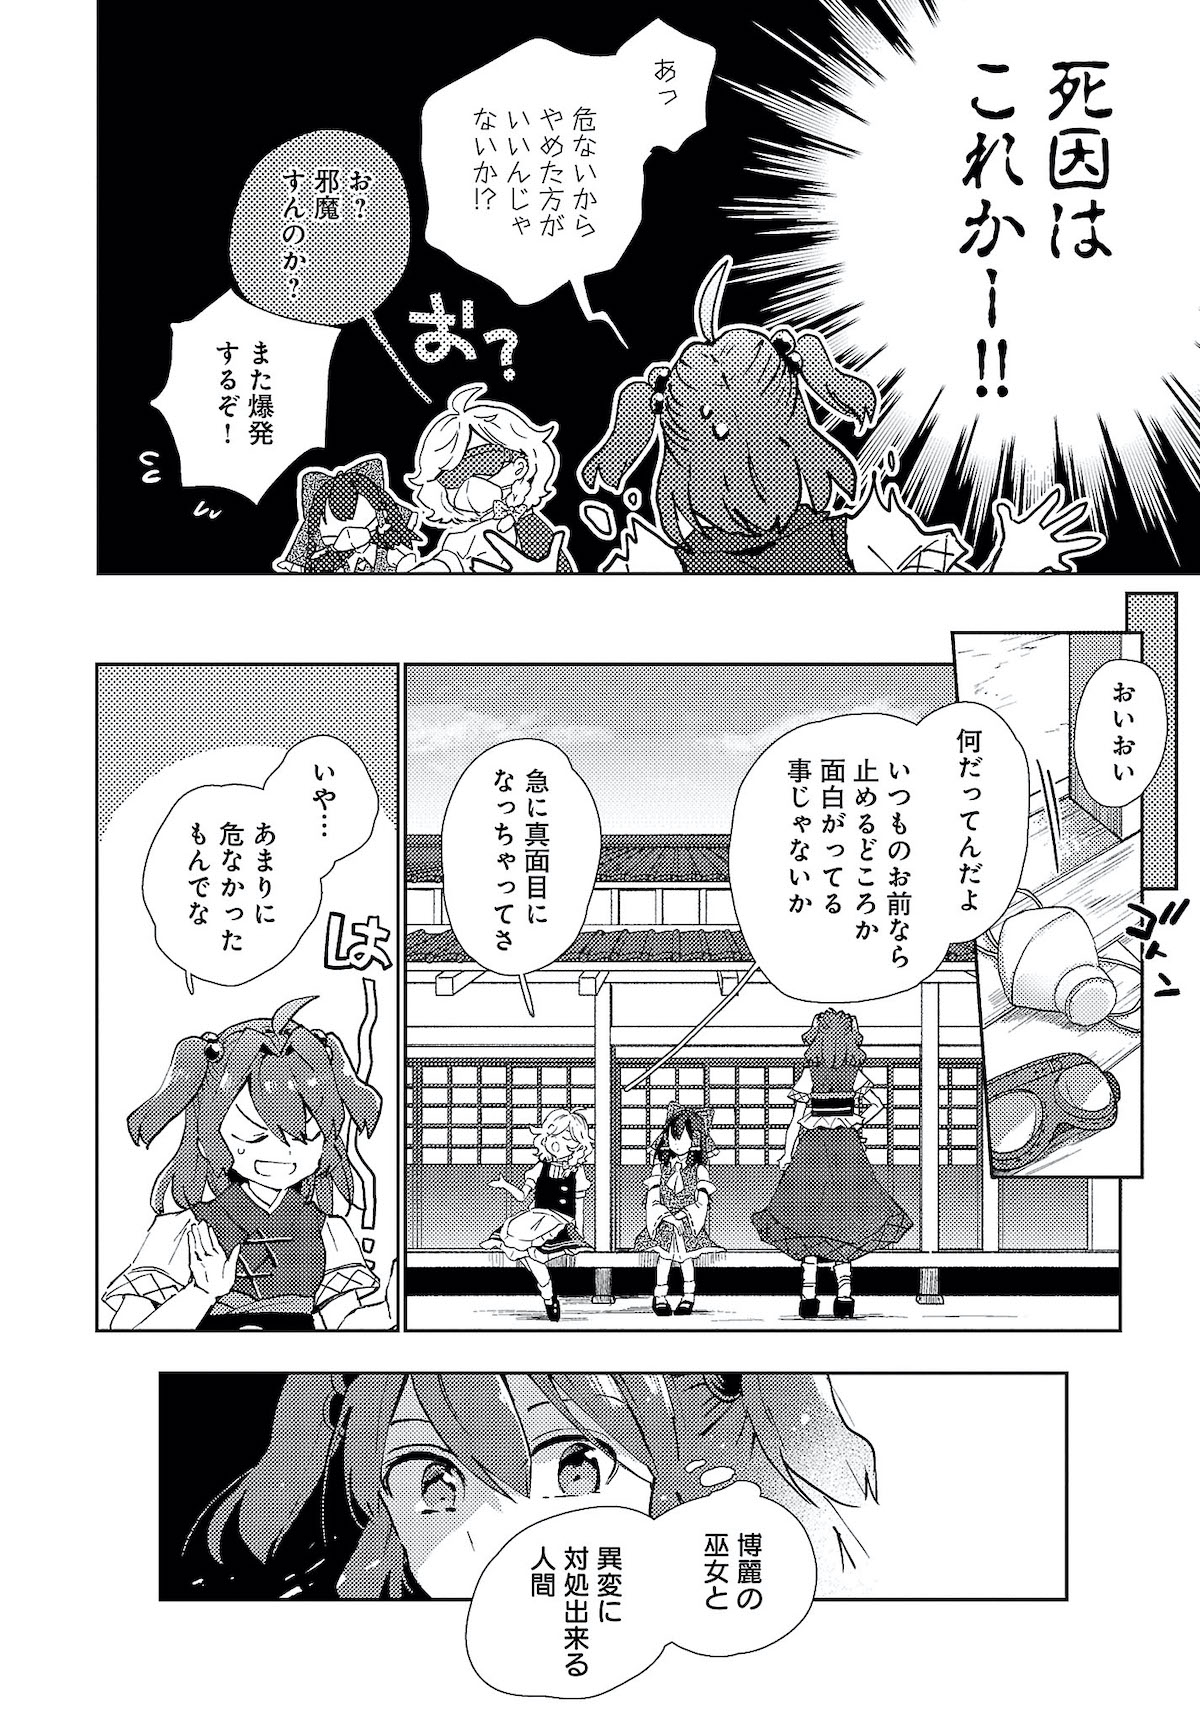 死因は
これかー!!
あっ
危ないから
やめた方が
いいんじゃ
ないか!?
お?
お?
邪魔
すんのか?
また爆発
するぞ!
おいおい
ゴトン
何だってんだよ
いつものお前なら
止めるどころか
面白がってる
事じゃないか
急に真面目に
なっちゃってさ
いや…
あまりに
危なかった
もんでな
は
博麗の
巫女と
異変に
対処出来る
人間